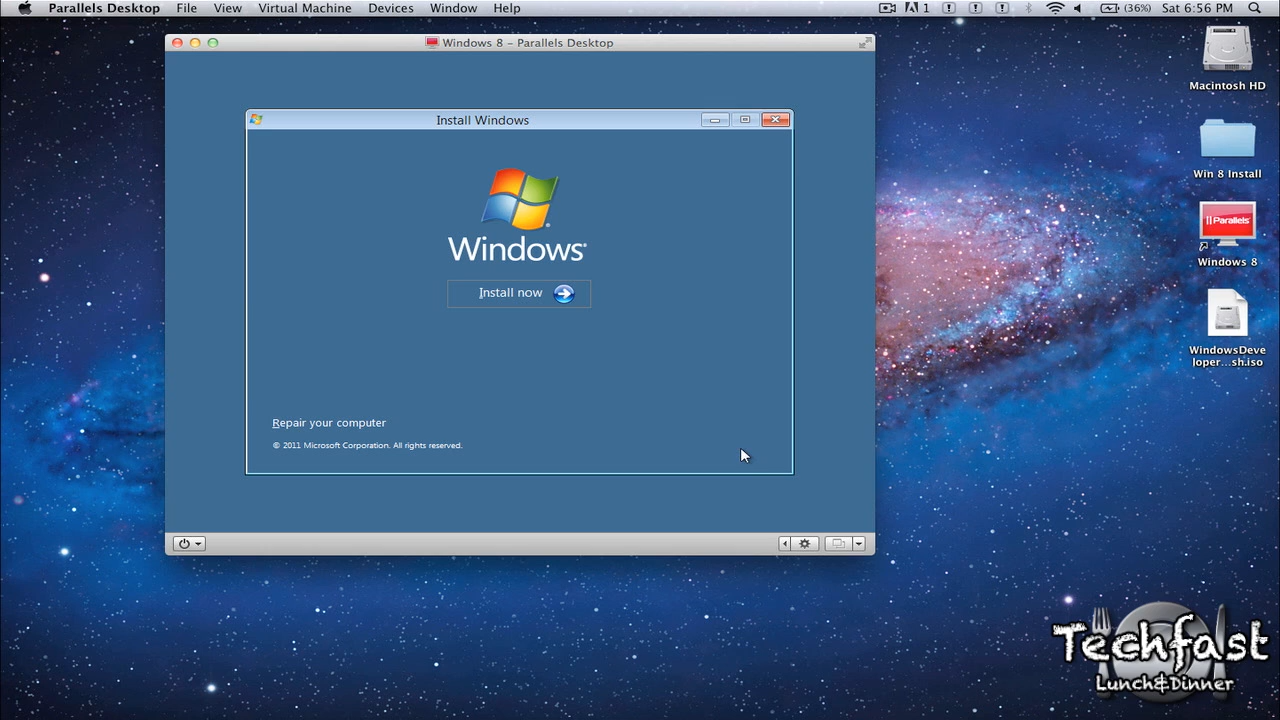 Parallels Desktop File View Virtual Machine Devices Window Help 1 (36%) Sat 6:56 PM
Windows 8 - Parallels Desktop
Macintosh HD
Install Windows
Win 8 Install
Parallels
Windows
Windows 8
Install now
WindowsDeve
loper...sh.iso
Repair your computer
© 2011 Microsoft Corporation. All rights reserved.
Techfast
Lunch&Dinner